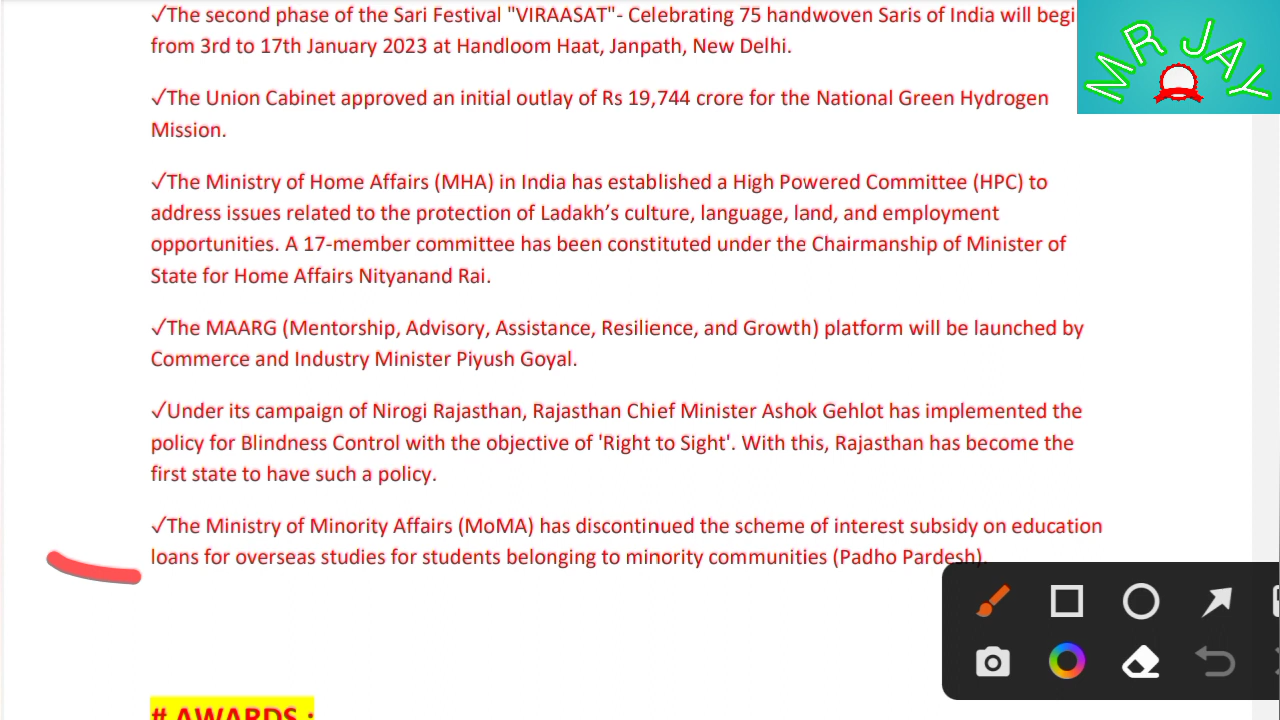 ✓The second phase of the Sari Festival "VIRAASAT"- Celebrating 75 handwoven Saris of India will begi
from 3rd to 17th January 2023 at Handloom Haat, Janpath, New Delhi.
✓The Union Cabinet approved an initial outlay of Rs 19,744 crore for the National Green Hydrogen
Mission.
✓The Ministry of Home Affairs (MHA) in India has established a High Powered Committee (HPC) to
address issues related to the protection of Ladakh’s culture, language, land, and employment
opportunities. A 17-member committee has been constituted under the Chairmanship of Minister of
State for Home Affairs Nityanand Rai.
✓The MAARG (Mentorship, Advisory, Assistance, Resilience, and Growth) platform will be launched by
Commerce and Industry Minister Piyush Goyal.
✓Under its campaign of Nirogi Rajasthan, Rajasthan Chief Minister Ashok Gehlot has implemented the
policy for Blindness Control with the objective of 'Right to Sight'. With this, Rajasthan has become the
first state to have such a policy.
✓The Ministry of Minority Affairs (MoMA) has discontinued the scheme of interest subsidy on education
loans for overseas studies for students belonging to minority communities (Padho Pardesh).
# AWARDS :
MR JAY